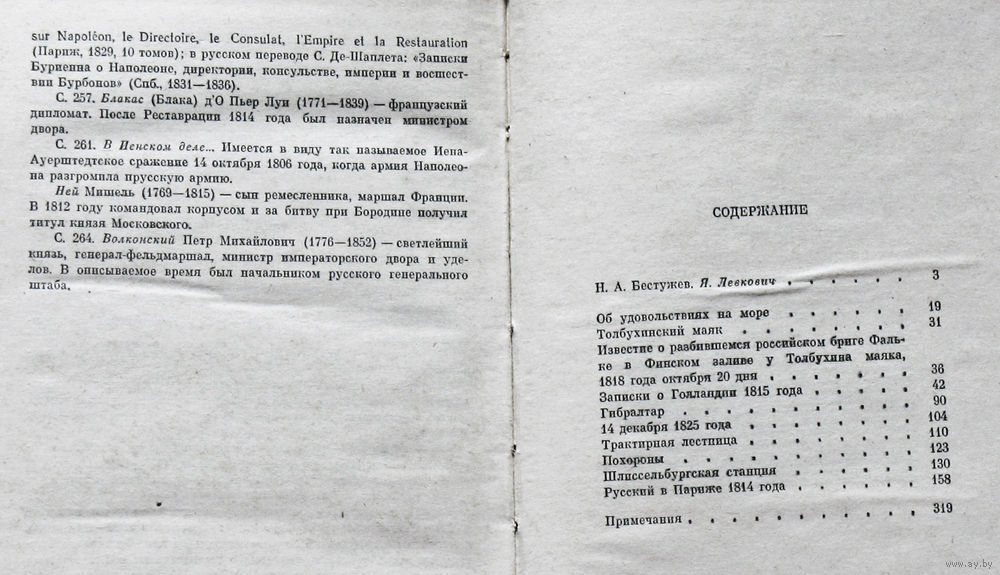 sur Napoléon, le Directoire, le Consulat, l'Empire et la Restauration
(Париж, 1829, 10 томов); в русском переводе С. Де-Шаплета: «Записки
Буриенна о Наполеоне, директории, консульстве, империи и восшест-
вии Бурбонов» (Спб., 1831—1836).
С. 257. Блакас (Блака) д'О Пьер Луи (1771—1839) — французский
дипломат. После Реставрации 1814 года был назначен министром
двора.
С. 261. В Иенском деле... Имеется в виду так называемое Иена-
Ауерштедтское сражение 14 октября 1806 года, когда армия Наполео-
на разгромила прусскую армию.
Ней Мишель (1769—1815) — сын ремесленника, маршал Франции.
В 1812 году командовал корпусом и за битву при Бородине получил
титул князя Московского.
С. 264. Волконский Петр Михайлович (1776—1852) — светлейший
князь, генерал-фельдмаршал, министр императорского двора и уде-
лов. В описываемое время был начальником русского генерального
штаба.
СОДЕРЖАНИЕ
Н. А. Бестужев. Я. Левкович . . . . . . 3
Об удовольствиях на море . . . . . . 19
Толбухинский маяк . . . . . . . . 31
Известие о разбившемся российском бриге Фаль-
ке в Финском заливе у Толбухина маяка,
1818 года октября 20 дня . . . . . . . 36
Записки о Голландии 1815 года . . . . . 42
Гибралтар . . . . . . . . . . 90
14 декабря 1825 года . . . . . . . . 104
Трактирная лестница . . . . . . . . 110
Похороны . . . . . . . . . . 123
Шлиссельбургская станция . . . . . . 130
Русский в Париже 1814 года . . . . . . 158
Примечания . . . . . . . . . . 319
www.ay.by